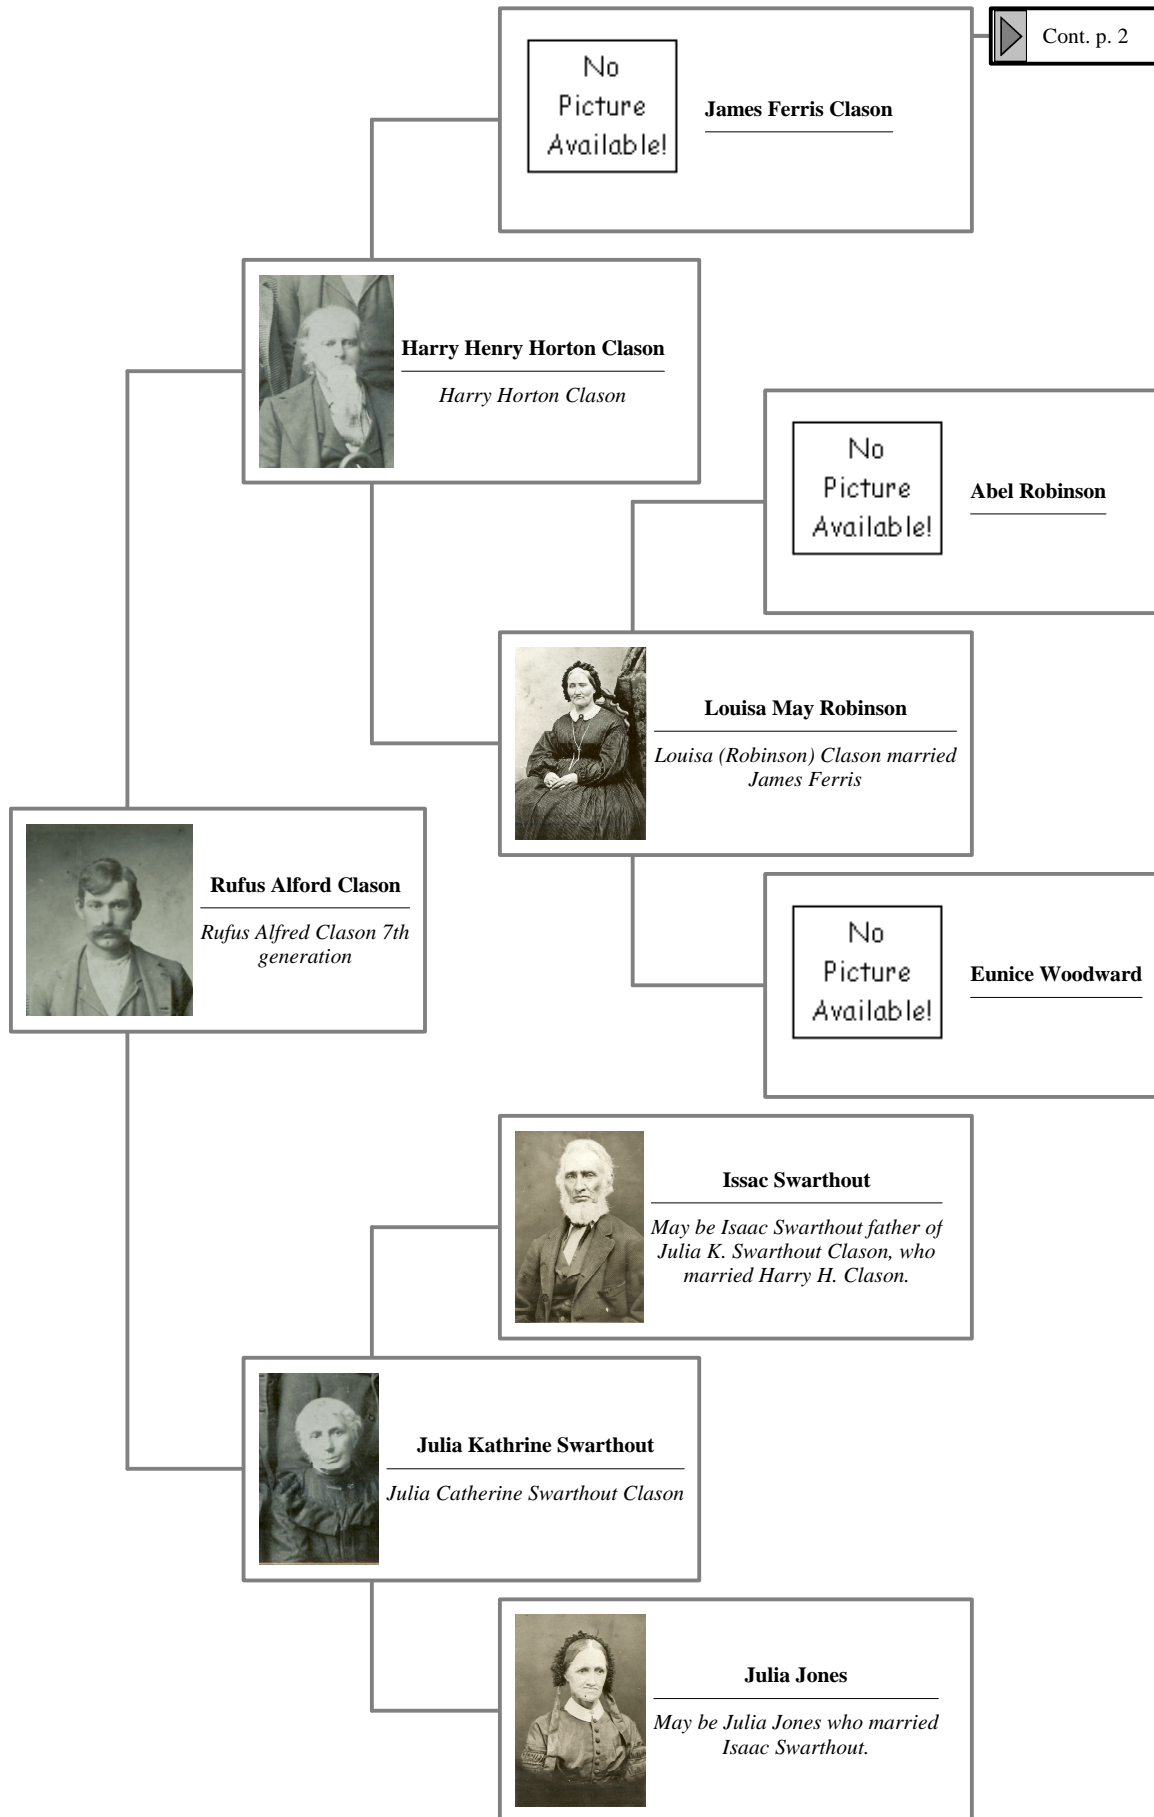 Cont. p. 2
No
Picture
Available!
James Ferris Clason
Harry Henry Horton Clason
Harry Horton Clason
No
Picture
Available!
Abel Robinson
Louisa May Robinson
Louisa (Robinson) Clason married
James Ferris
Rufus Alford Clason
Rufus Alfred Clason 7th
generation
No
Picture
Available!
Eunice Woodward
Issac Swarthout
May be Isaac Swarthout father of
Julia K. Swarthout Clason, who
married Harry H. Clason.
Julia Kathrine Swarthout
Julia Catherine Swarthout Clason
Julia Jones
May be Julia Jones who married
Isaac Swarthout.